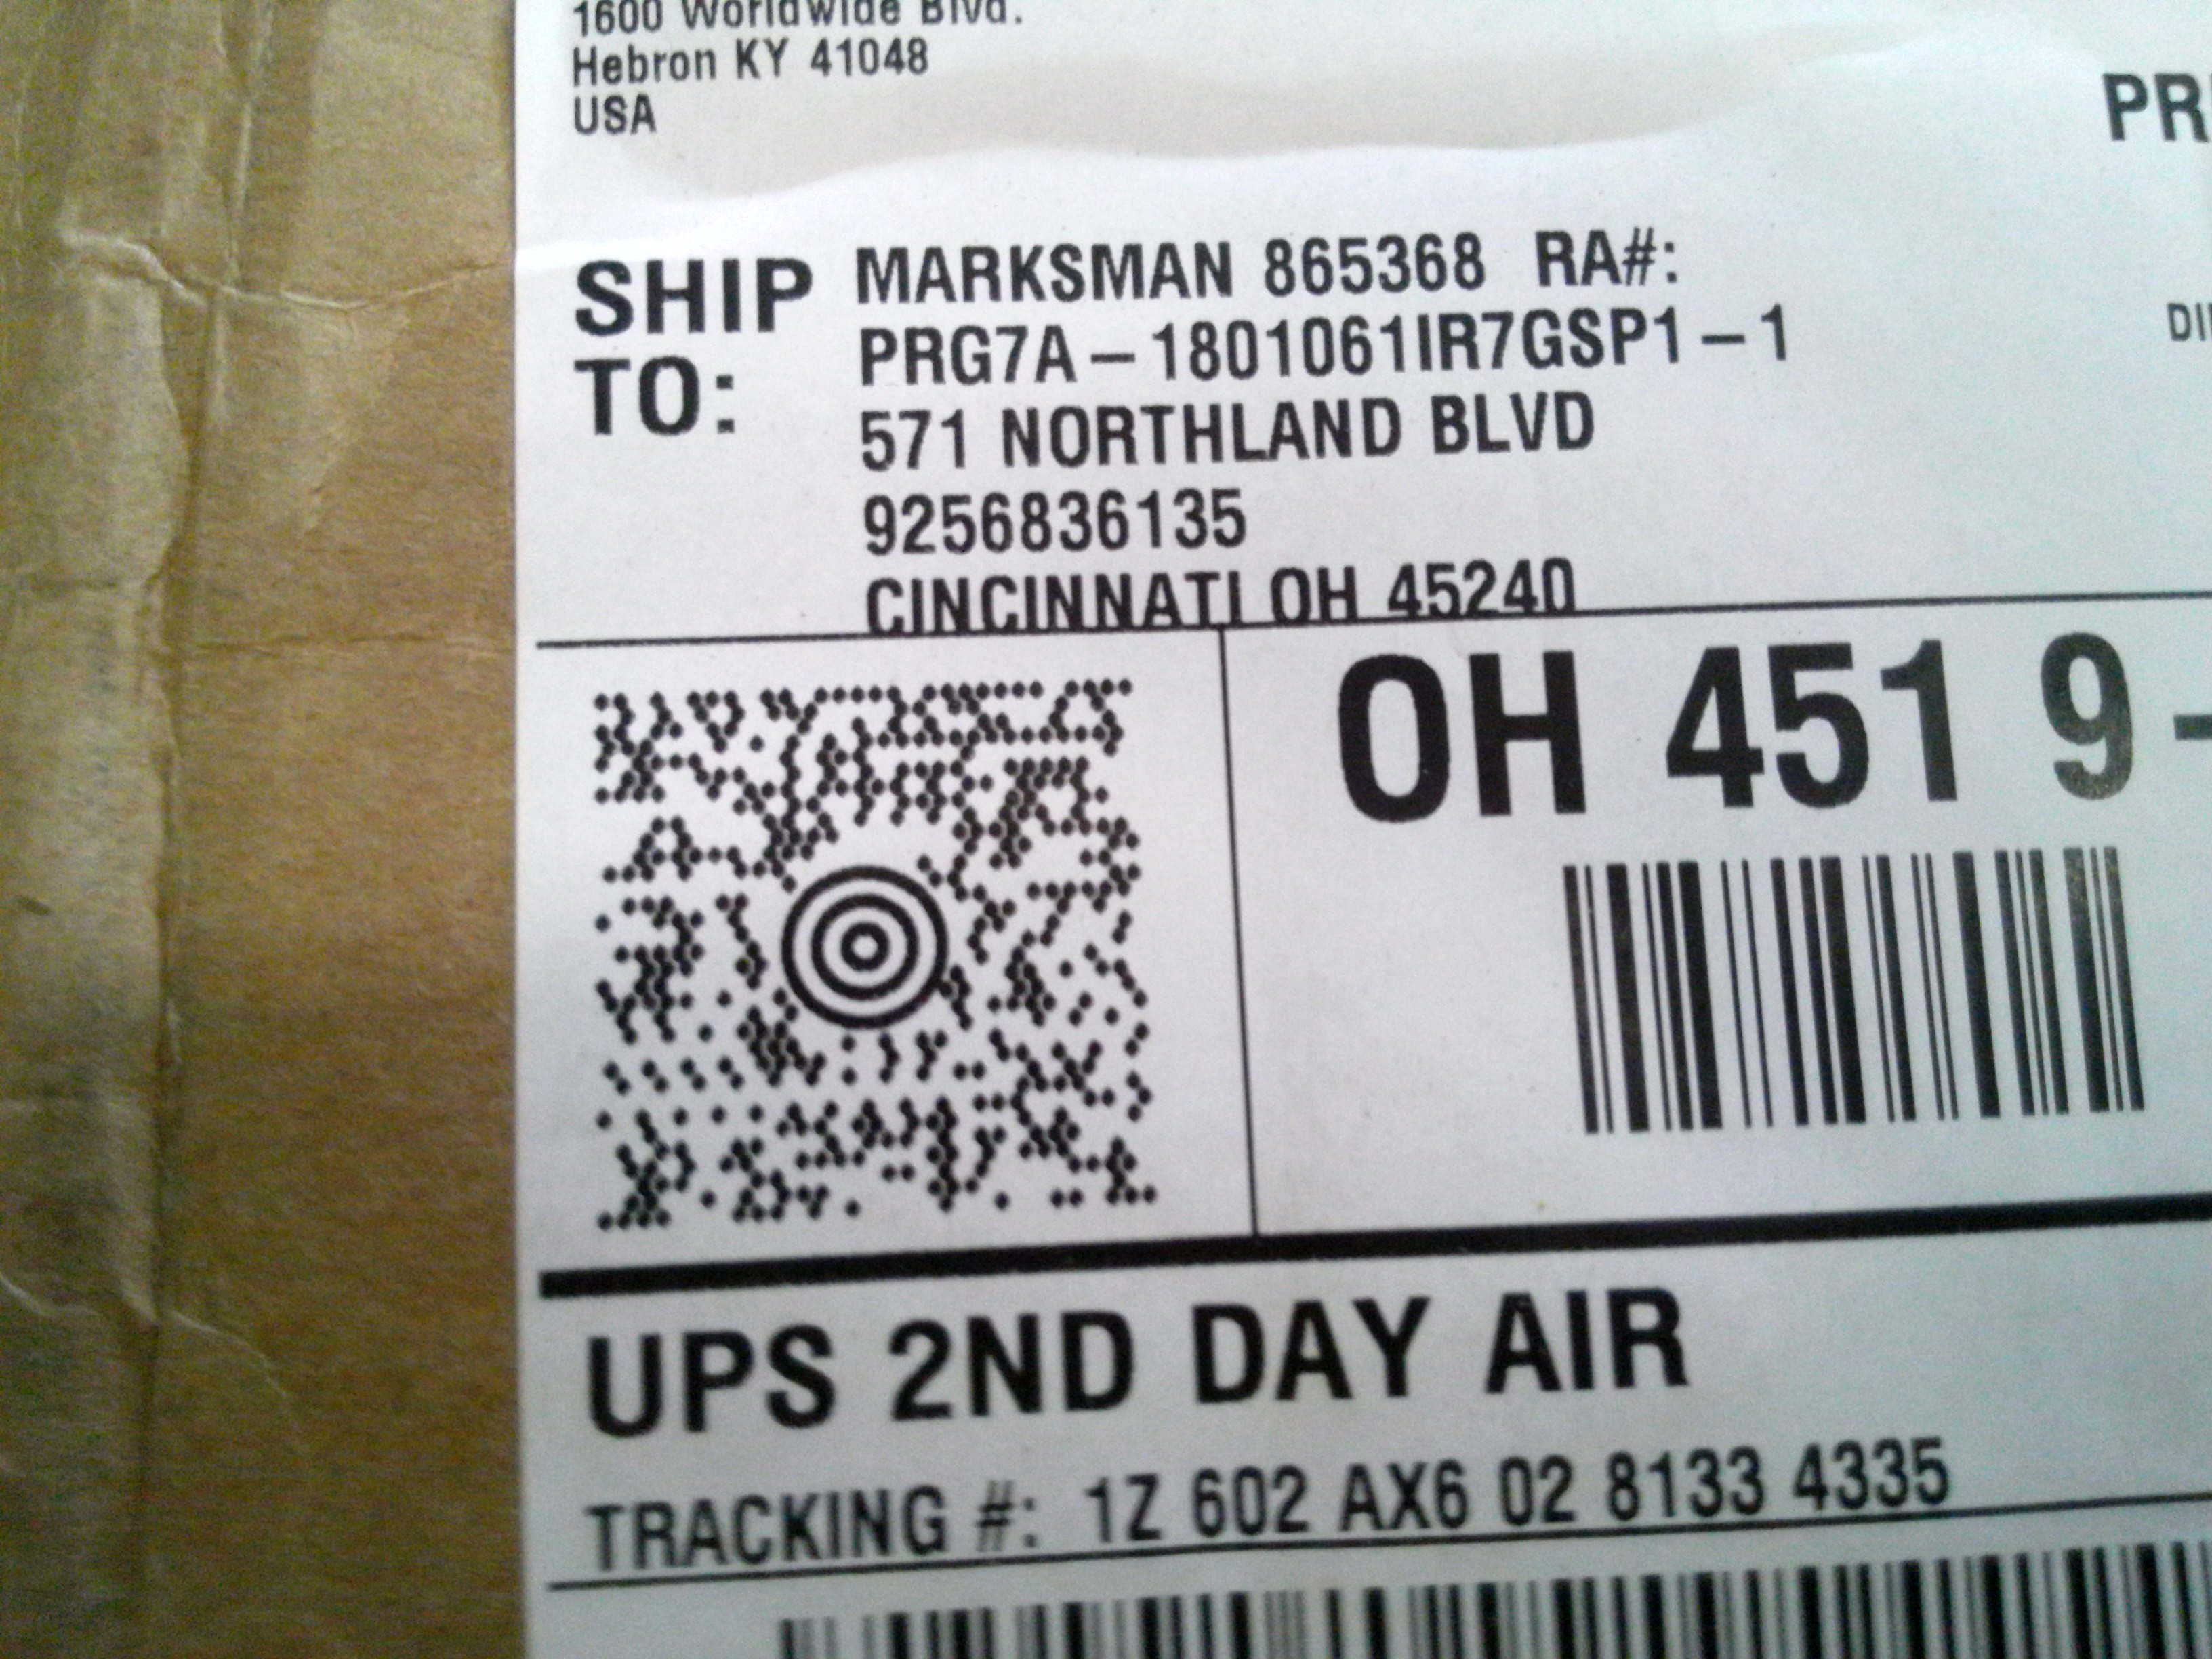 1600 Worldwide Blvd.
Hebron KY 41048
USA
PR
SHIP TO:
MARKSMAN 865368 RA#:
PRG7A-1801061IR7GSP1-1
571 NORTHLAND BLVD
9256836135
CINCINNATI OH 45240
DI
OH 451 9-
UPS 2ND DAY AIR
TRACKING #: 1Z 602 AX6 02 8133 4335